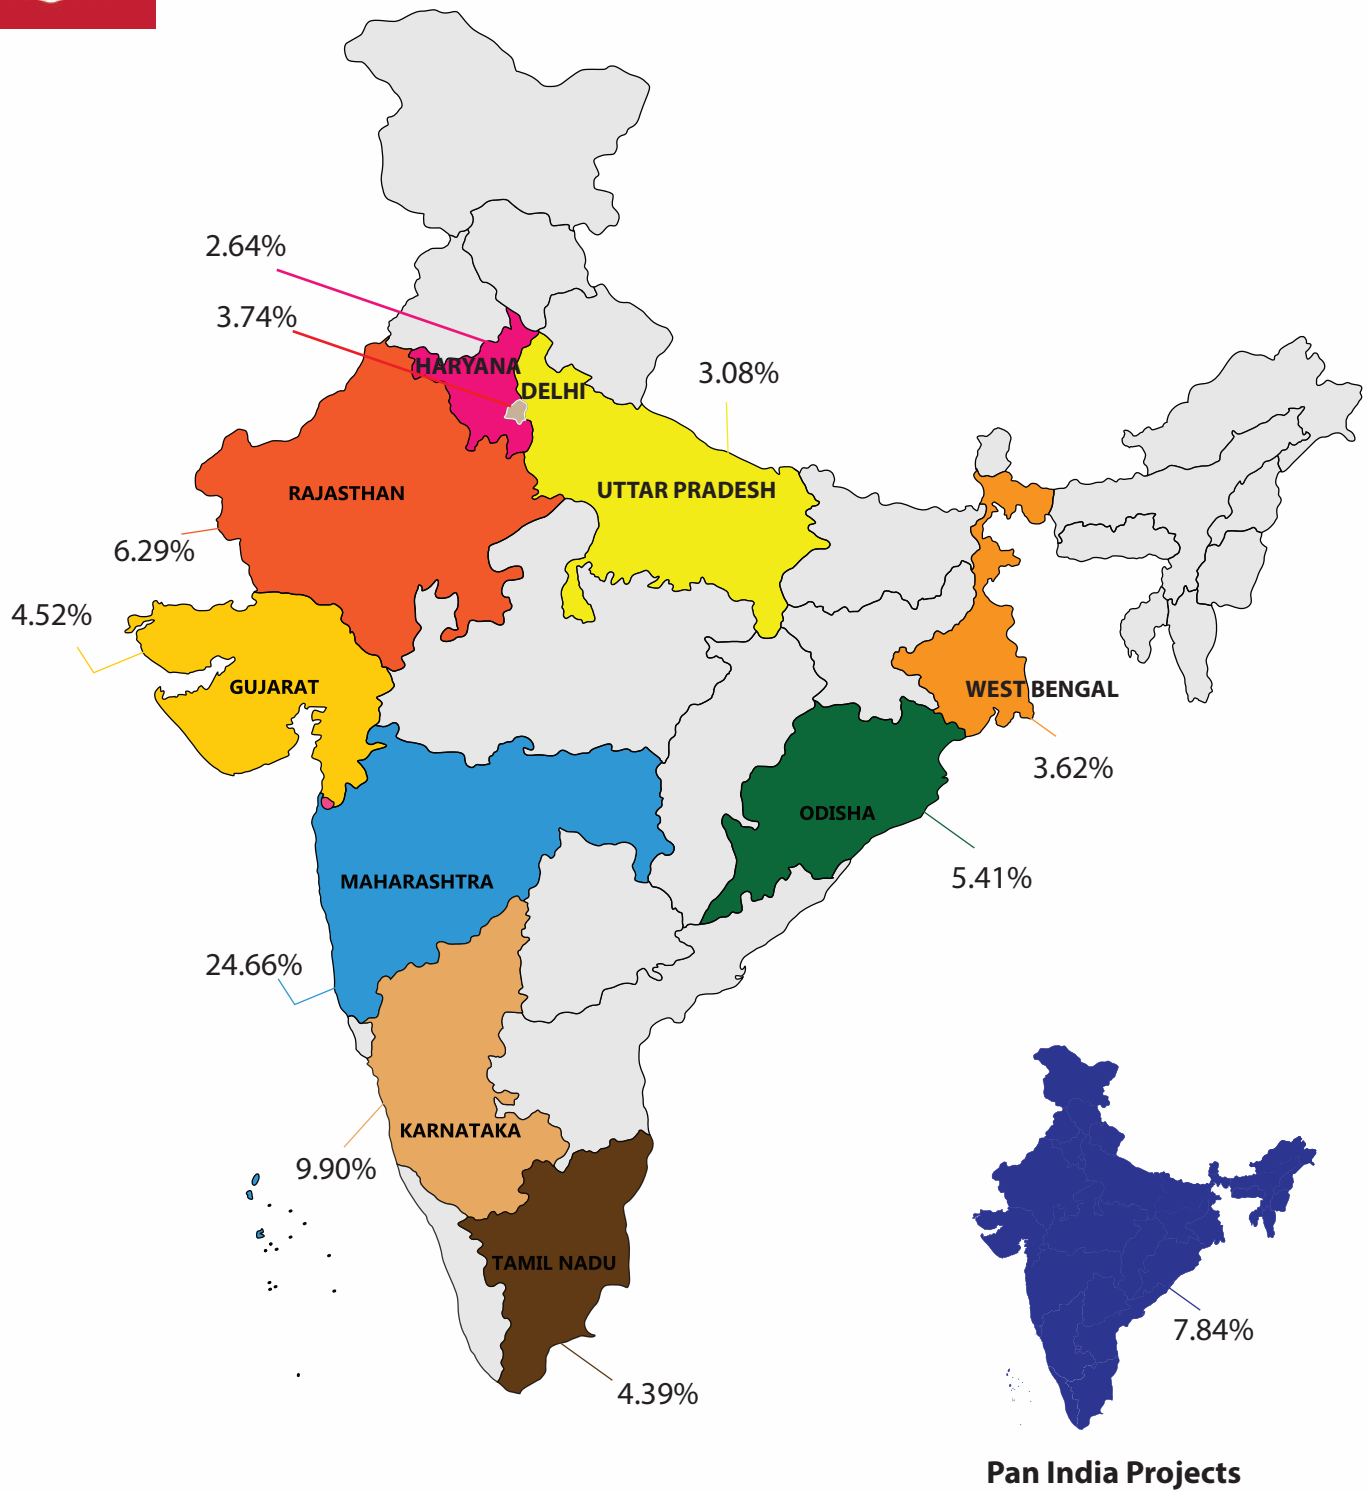 2.64%
3.74%
HARYANA
DELHI
3.08%
RAJASTHAN
UTTAR PRADESH
6.29%
4.52%
GUJARAT
WEST BENGAL
3.62%
ODISHA
5.41%
MAHARASHTRA
24.66%
KARNATAKA
9.90%
TAMIL NADU
4.39%
7.84%
Pan India Projects